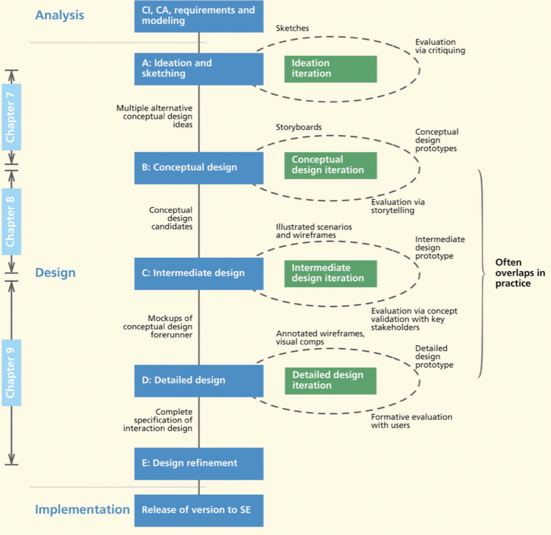 Analysis
CI, CA, requirements and
modeling
Sketches
Evaluation
via critiquing
A: Ideation and
sketching
Ideation
iteration
Chapter 7
Multiple alternative
conceptual design
ideas
Storyboards
Conceptual
design
prototypes
B: Conceptual design
Conceptual
design iteration
Evaluation via
storytelling
Chapter 8
Conceptual
design
candidates
Illustrated scenarios
and wireframes
Intermediate
design
prototype
Design
C: Intermediate design
Intermediate
design iteration
Often
overlaps in
practice
Evaluation via concept
validation with key
stakeholders
Chapter 9
Mockups of
conceptual design
forerunner
Annotated wireframes,
visual comps
Detailed
design
prototype
D: Detailed design
Detailed design
iteration
Formative evaluation
with users
Complete
specification of
interaction design
E: Design refinement
Implementation
Release of version to SE